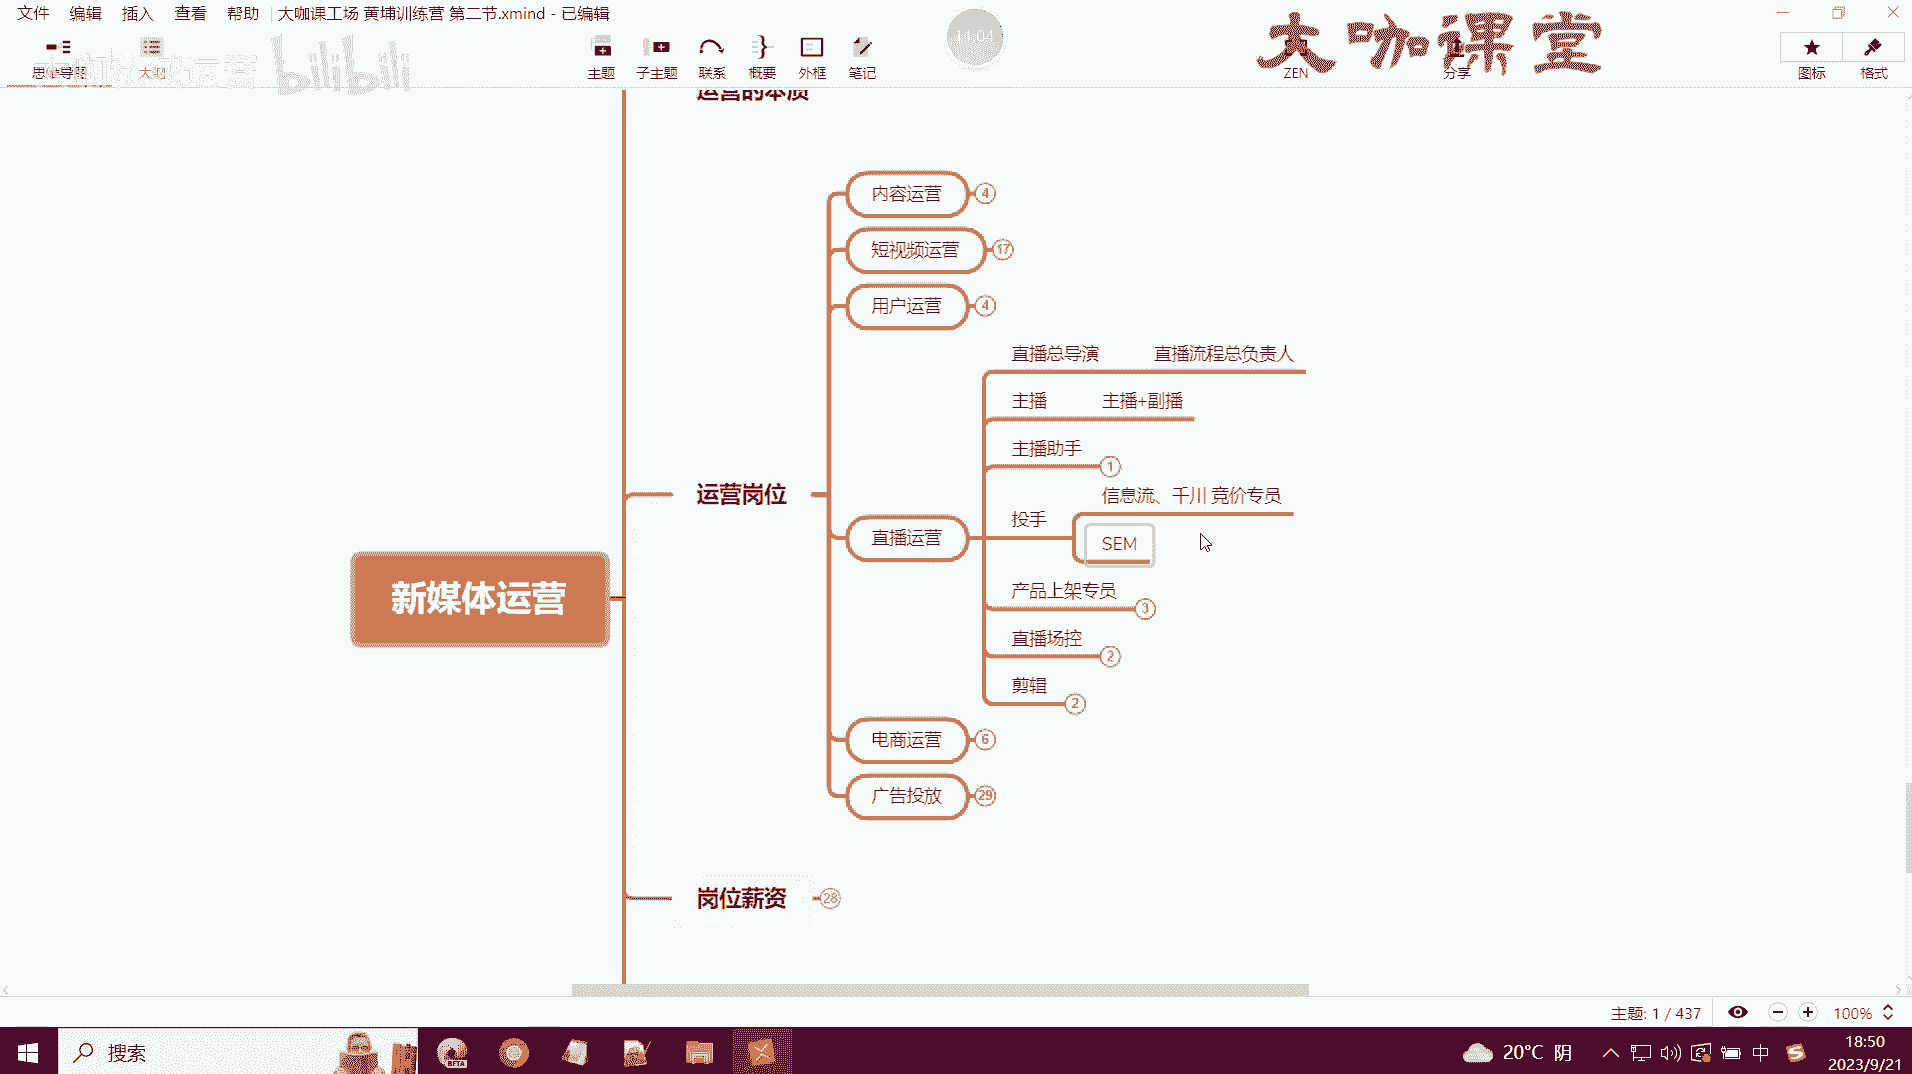 文件 编辑 插入 查看 帮助 大咖课工场 黄埔训练营 第二节.xmind - 已编辑
11:04
大咖课堂
bilibili
思维导图 大纲 主题 子主题 联系 概要 外框 笔记 ZEN 分享 图标 格式
运营的本质
内容运营 4
短视频运营 17
用户运营 4
直播总导演 直播流程总负责人
主播 主播+副播
主播助手 1
信息流、千川 竞价专员
运营岗位
投手
直播运营
SEM
产品上架专员 3
新媒体运营
直播场控 2
剪辑 2
电商运营 6
广告投放 29
岗位薪资 28
主题: 1 / 437 100%
搜索
BETA
20°C 阴
中
18:50
2023/9/21